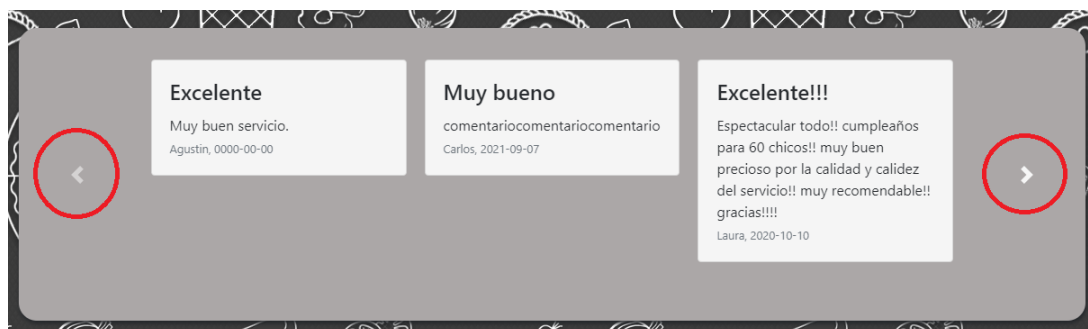 Excelente
Muy buen servicio.
Agustin, 0000-00-00
Muy bueno
comentariocomentariocomentario
Carlos, 2021-09-07
Excelente!!!
Espectacular todo!! cumpleaños
para 60 chicos!! muy buen
precioso por la calidad y calidez
del servicio!! muy recomendable!!
gracias!!!!
Laura, 2020-10-10